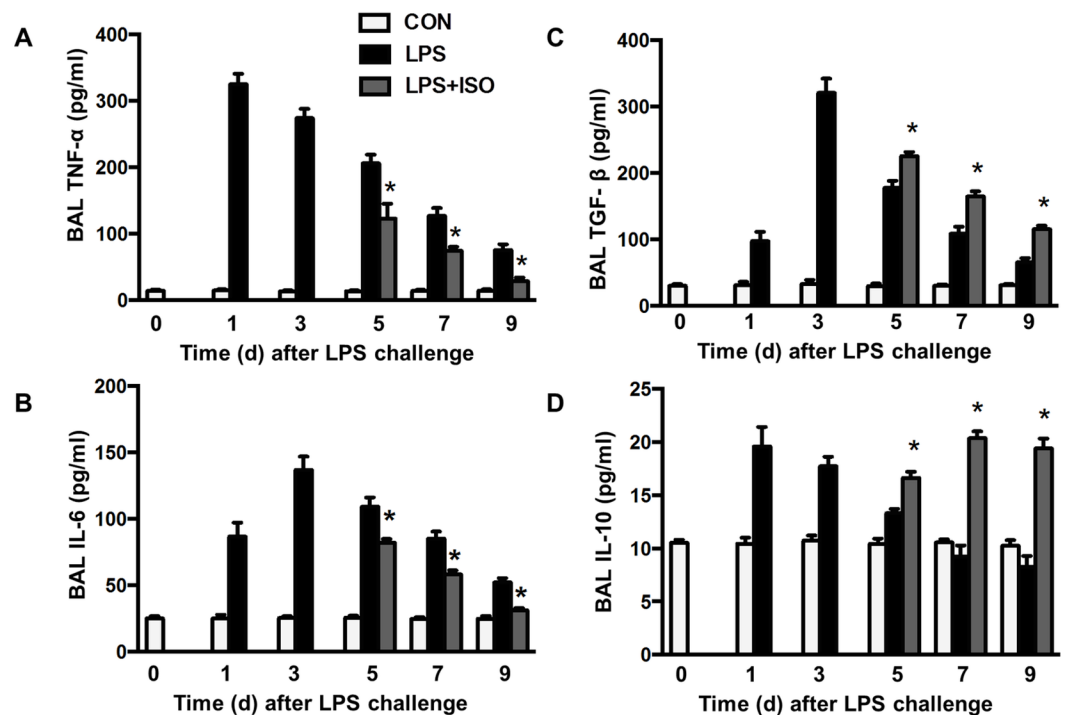 A
BAL TNF-α (pg/ml)
400
300
200
100
0
CON
LPS
LPS+ISO
*
*
*
0 1 3 5 7 9
Time (d) after LPS challenge
C
BAL TGF- β (pg/ml)
400
300
200
100
0
*
*
*
0 1 3 5 7 9
Time (d) after LPS challenge
B
BAL IL-6 (pg/ml)
200
150
100
50
0
*
*
*
0 1 3 5 7 9
Time (d) after LPS challenge
D
BAL IL-10 (pg/ml)
25
20
15
10
5
0
*
*
*
0 1 3 5 7 9
Time (d) after LPS challenge